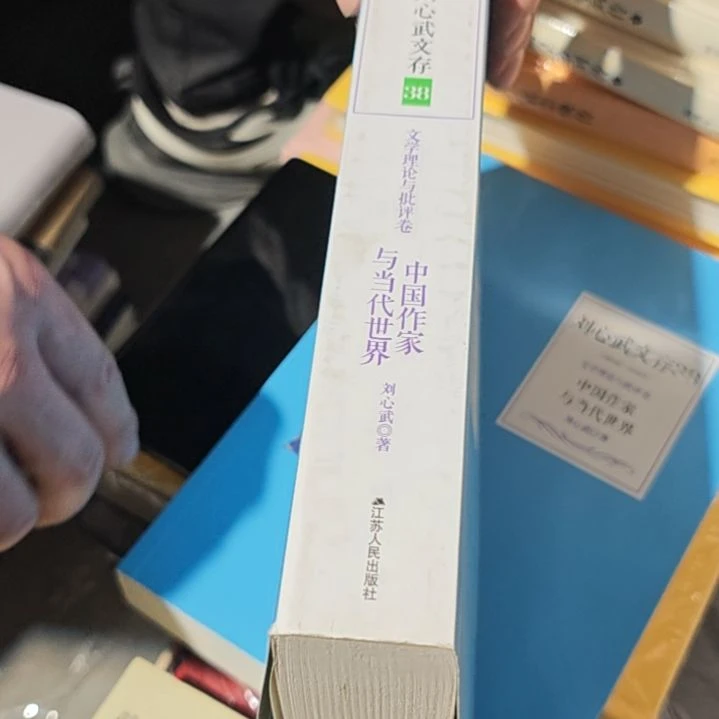 心武文存
38
文学理论与批评卷
中国作家
与当代世界
刘心武◎著
江苏人民出版社
刘心武文存
中国作家
与当代世界